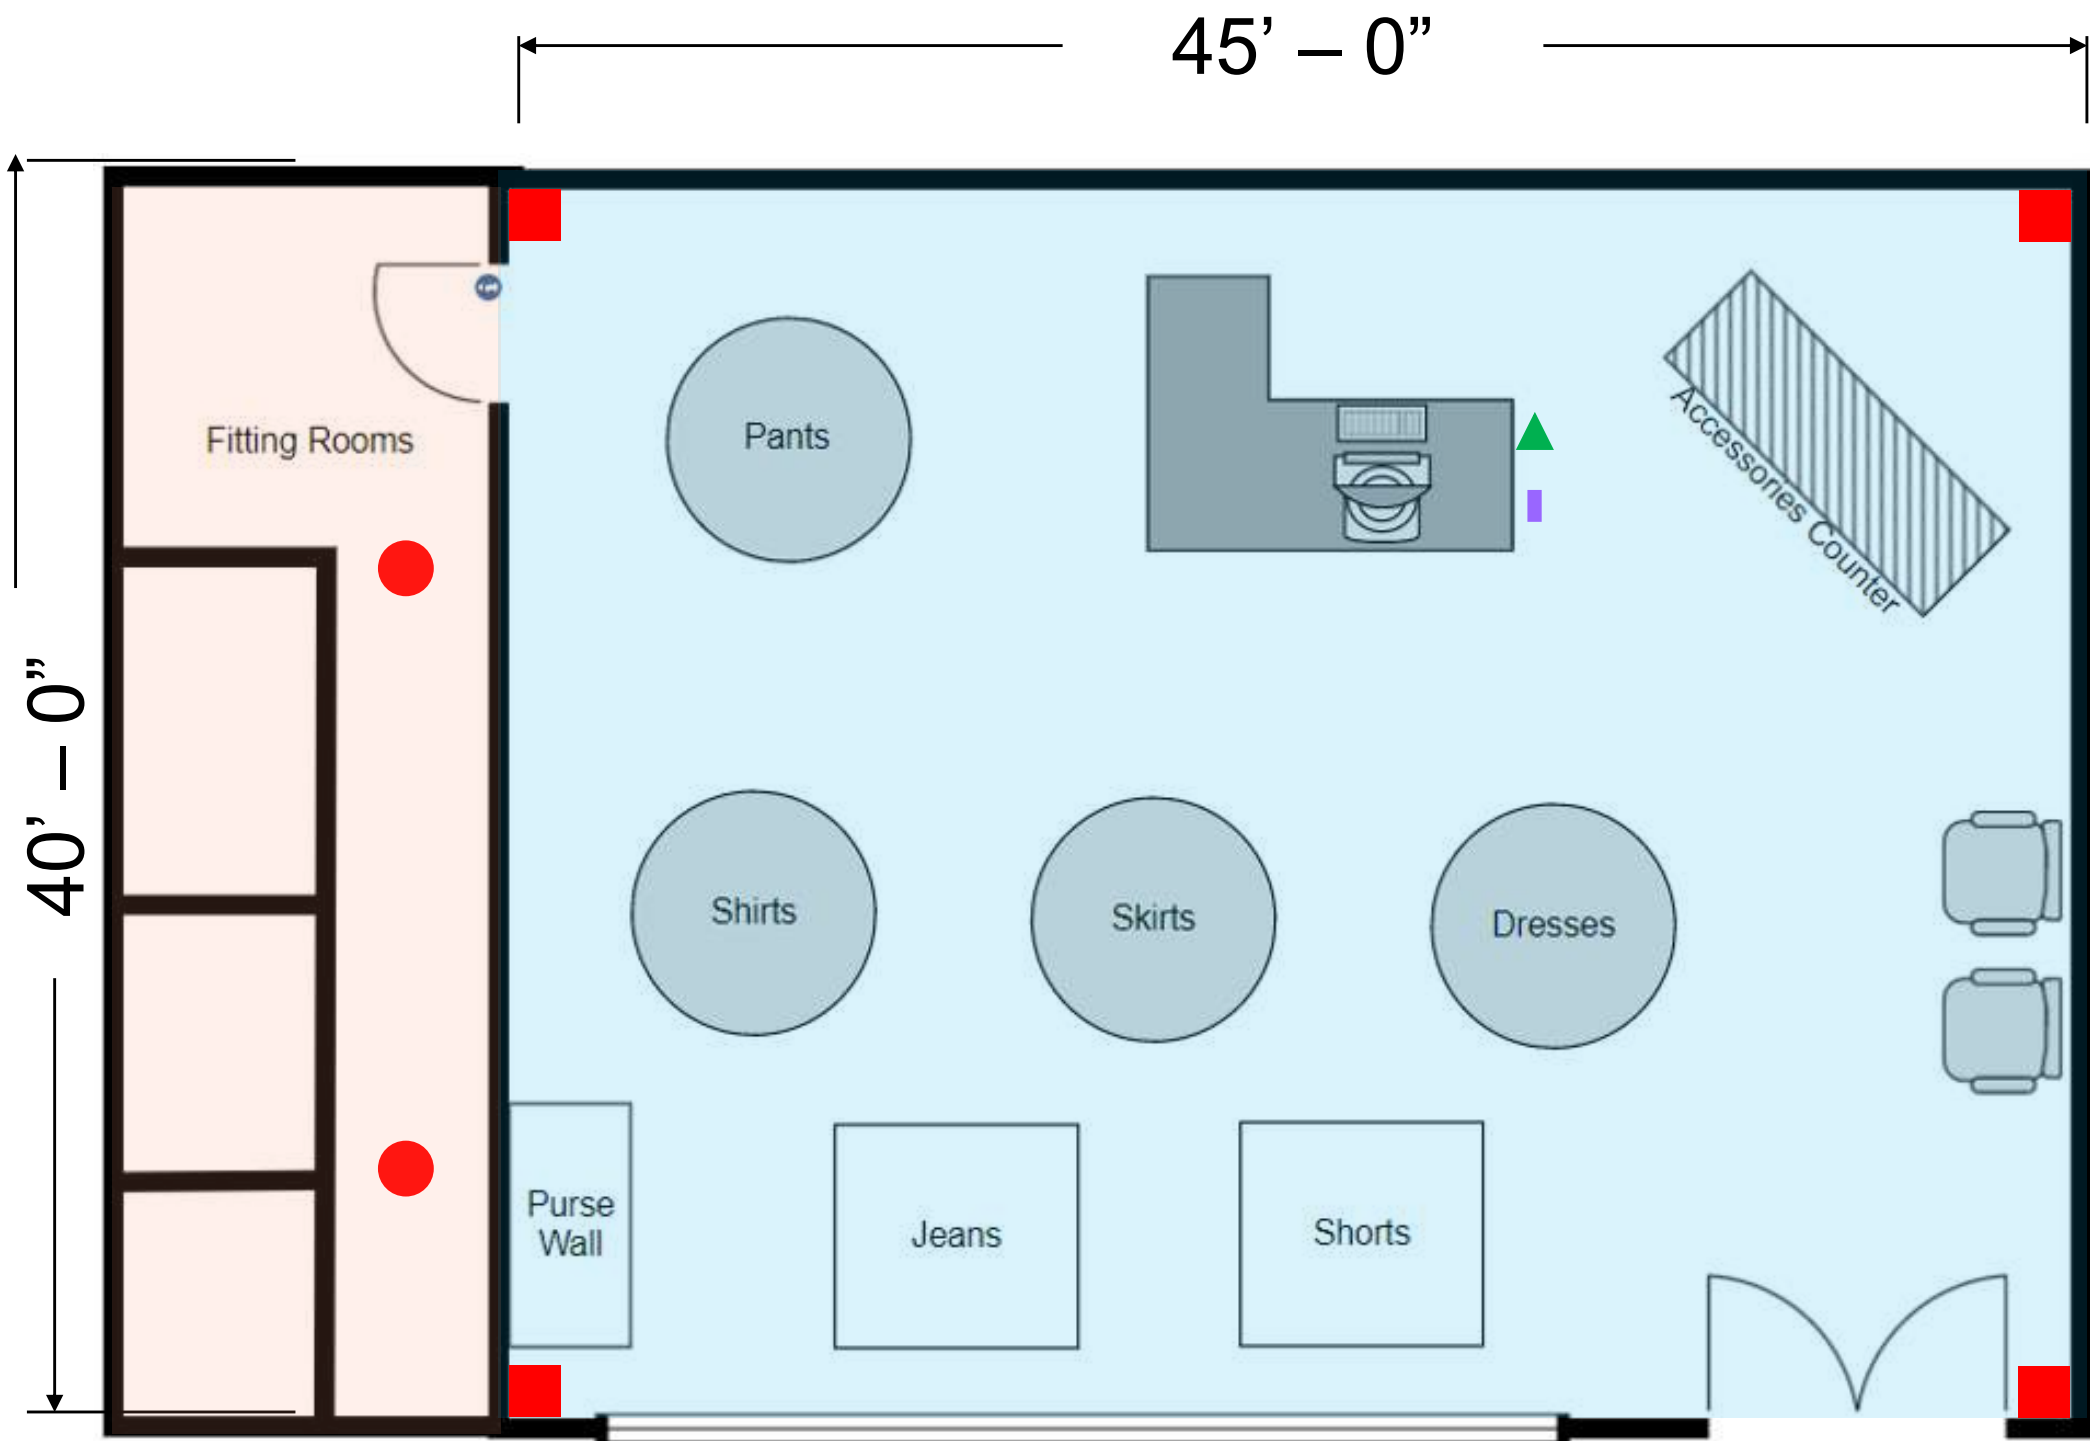 45’ – 0”
40’ – 0”
Fitting Rooms
Pants
Accessories Counter
Shirts
Skirts
Dresses
Purse
Wall
Jeans
Shorts